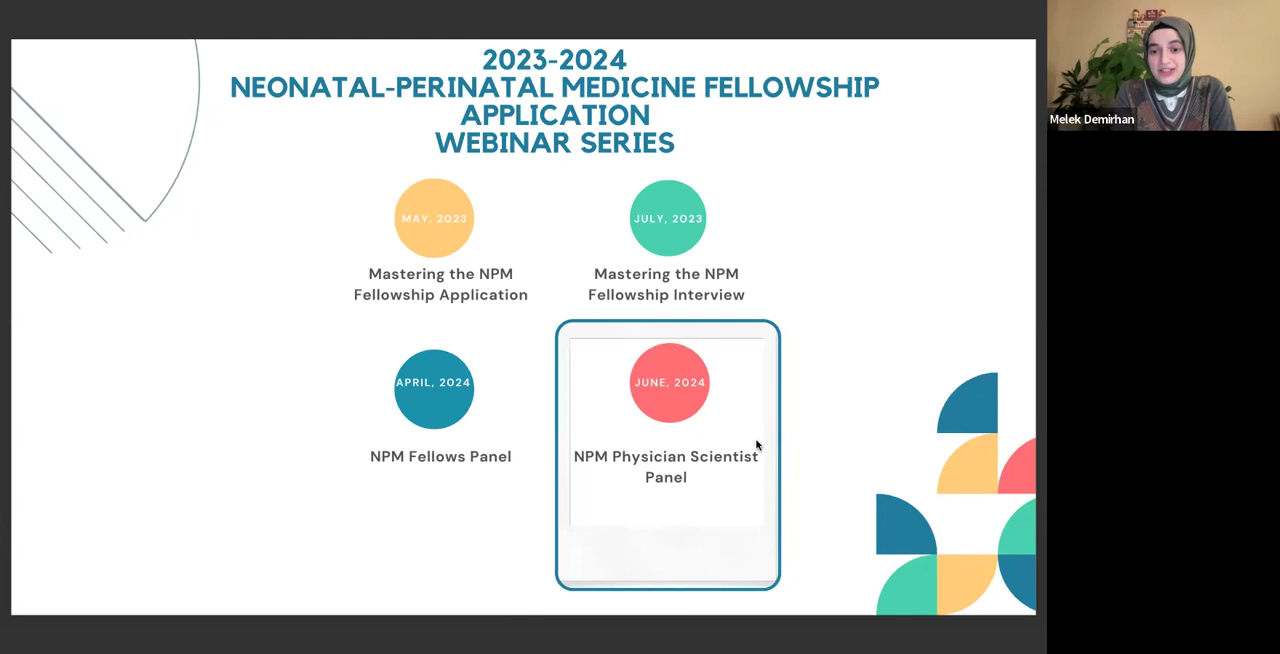 2023-2024
NEONATAL-PERINATAL MEDICINE FELLOWSHIP
APPLICATION
WEBINAR SERIES
MAY, 2023
Mastering the NPM
Fellowship Application
JULY, 2023
Mastering the NPM
Fellowship Interview
APRIL, 2024
NPM Fellows Panel
JUNE, 2024
NPM Physician Scientist
Panel
Melek Demirhan